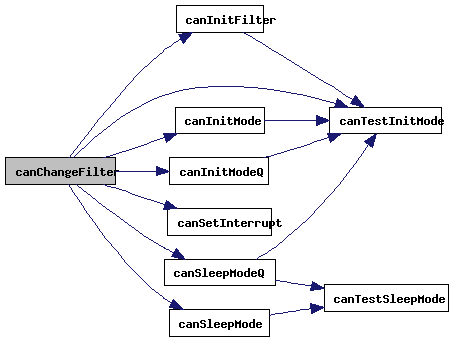 canInitFilter
canInitMode
canTestInitMode
canChangeFilter
canInitModeQ
canSetInterrupt
canSleepModeQ
canTestSleepMode
canSleepMode